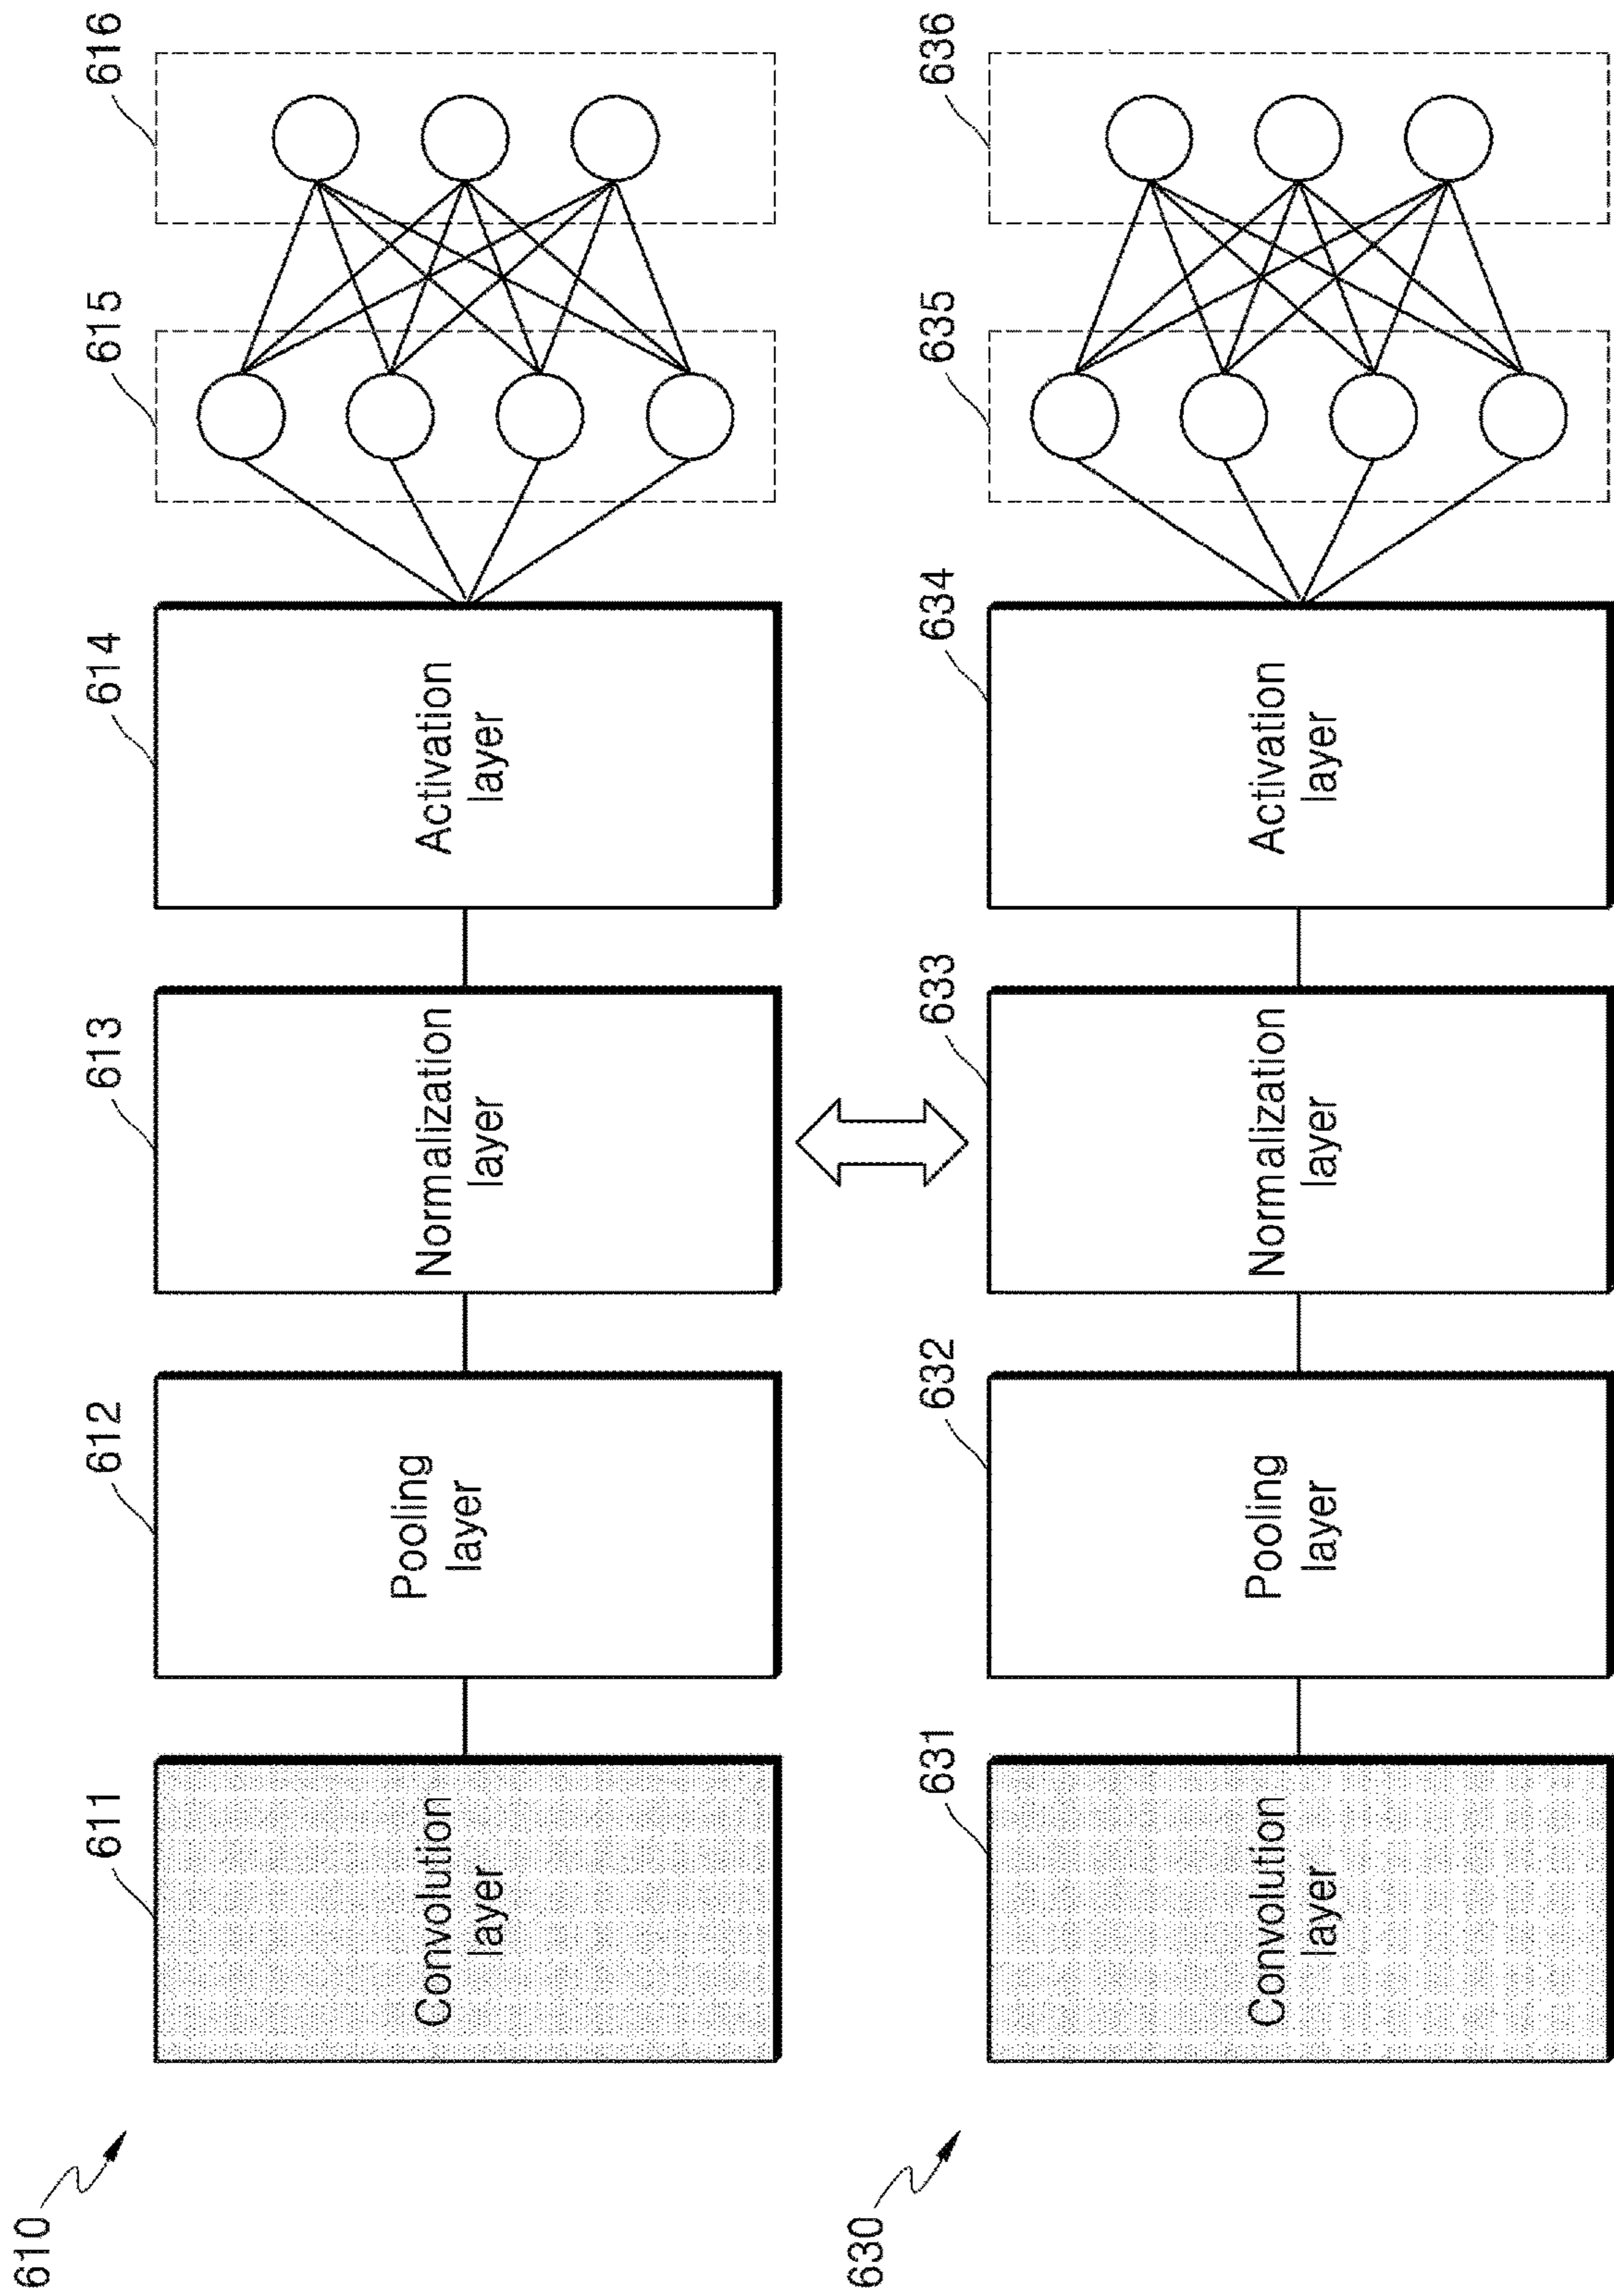 610
611
612
613
614
615
616
Convolution
layer
Pooling
layer
Normalization
layer
Activation
layer
630
631
632
633
634
635
636
Convolution
layer
Pooling
layer
Normalization
layer
Activation
layer